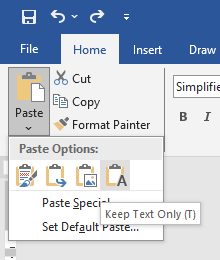 File Home Insert Draw
Paste
Cut
Copy
Format Painter
Simplifie
Paste Options:
A
Paste Special...
Keep Text Only (T)
Set Default Paste...